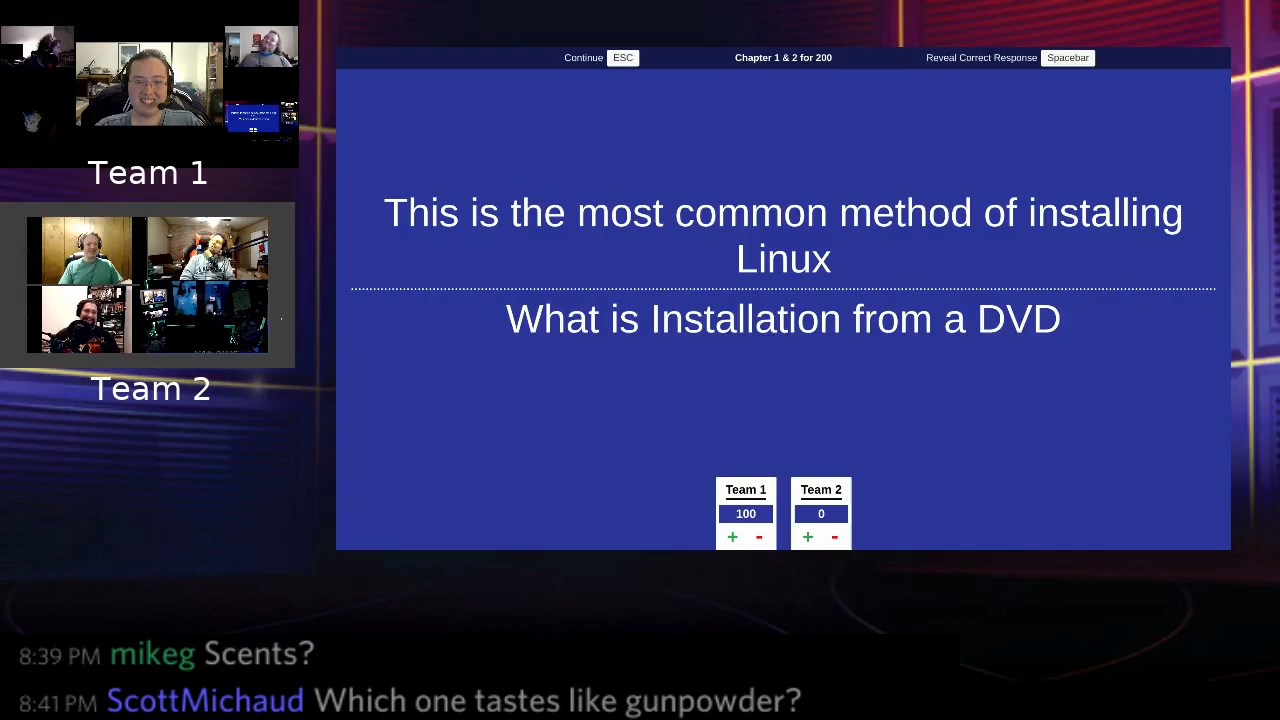 Continue ESC
Chapter 1 & 2 for 200
Reveal Correct Response Spacebar
This is the most common method of installing
Linux
What is Installation from a DVD
Team 1
Team 2
100
0
+ -
+ -
Team 1
Team 2
8:39 PM mikeg Scents?
8:41 PM ScottMichaud Which one tastes like gunpowder?